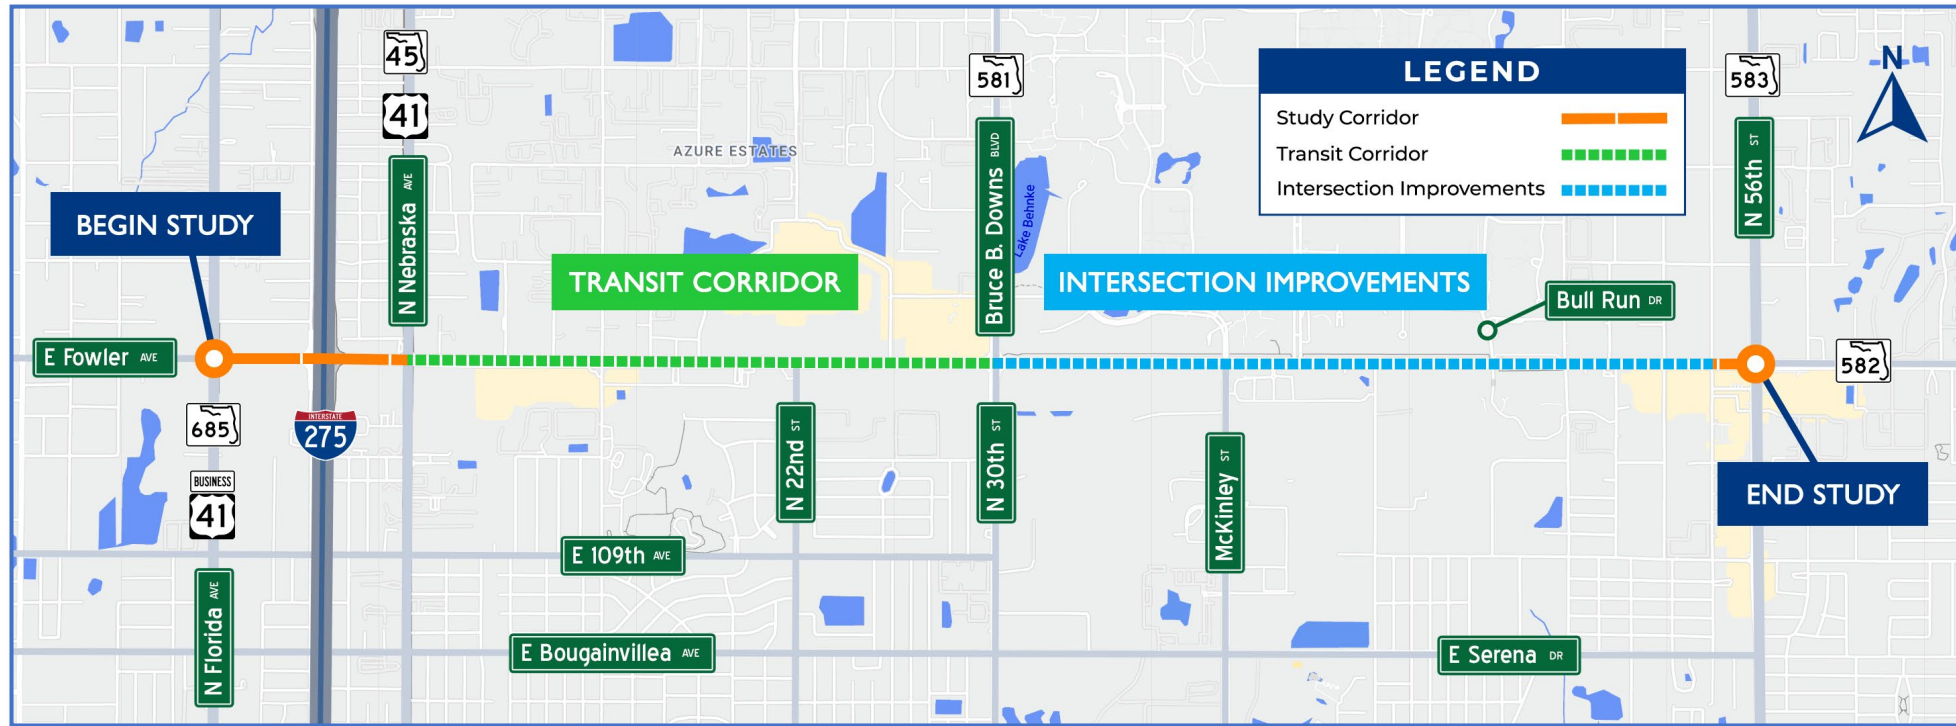 45
41
581
583
LEGEND
Study Corridor
Transit Corridor
Intersection Improvements
N
AZURE ESTATES
BEGIN STUDY
N Nebraska AVE
Bruce B. Downs BLVD
Lake Behnke
N 56th ST
TRANSIT CORRIDOR
INTERSECTION IMPROVEMENTS
Bull Run DR
E Fowler AVE
582
685
INTERSTATE
275
BUSINESS
41
N 22nd ST
N 30th ST
McKinley ST
END STUDY
E 109th AVE
N Florida AVE
E Bougainvillea AVE
E Serena DR